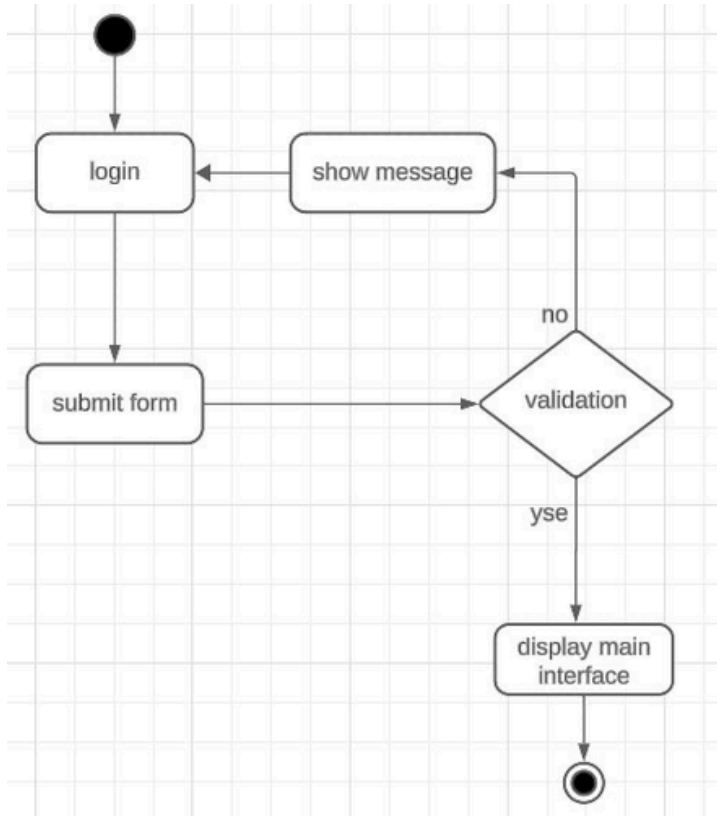 login
show message
no
submit form
validation
yse
display main
interface